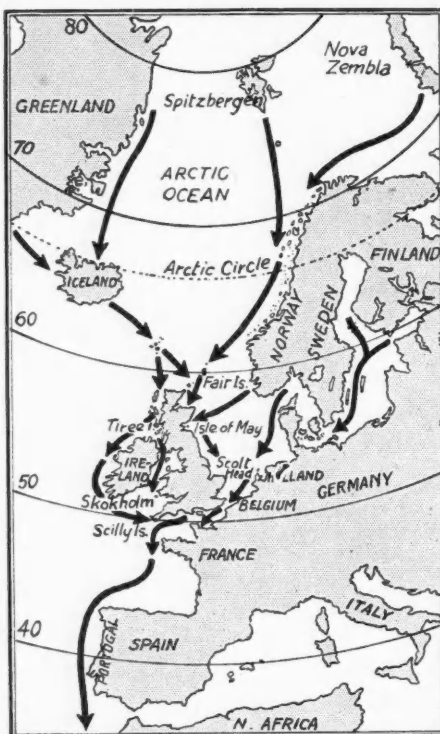 80
Nova
Zembla
GREENLAND
Spitzbergen
70
ARCTIC
OCEAN
Arctic Circle
FINLAND
ICELAND
NORWAY
SWEDEN
60
Fair Is.
Tiree
Isle of May
IRE-
LAND
Scolt
Head
50
GERMANY
Skokholm
BELGIUM
Scilly Is.
FRANCE
ITALY
40
PORTUGAL
SPAIN
N. AFRICA